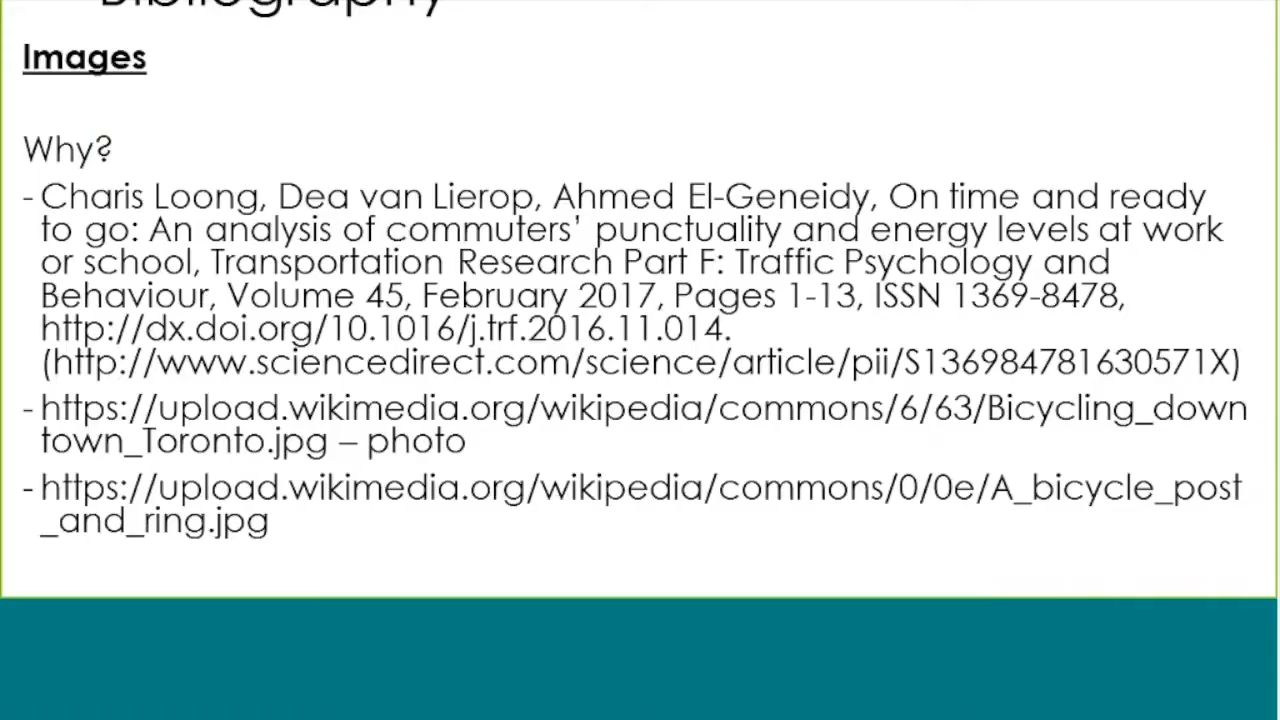 Bibliography
Images
Why?
- Charis Loong, Dea van Lierop, Ahmed El-Geneidy, On time and ready
to go: An analysis of commuters’ punctuality and energy levels at work
or school, Transportation Research Part F: Traffic Psychology and
Behaviour, Volume 45, February 2017, Pages 1-13, ISSN 1369-8478,
http://dx.doi.org/10.1016/j.trf.2016.11.014.
(http://www.sciencedirect.com/science/article/pii/S136984781630571X)
- https://upload.wikimedia.org/wikipedia/commons/6/63/Bicycling_down
town_Toronto.jpg – photo
- https://upload.wikimedia.org/wikipedia/commons/0/0e/A_bicycle_post
_and_ring.jpg